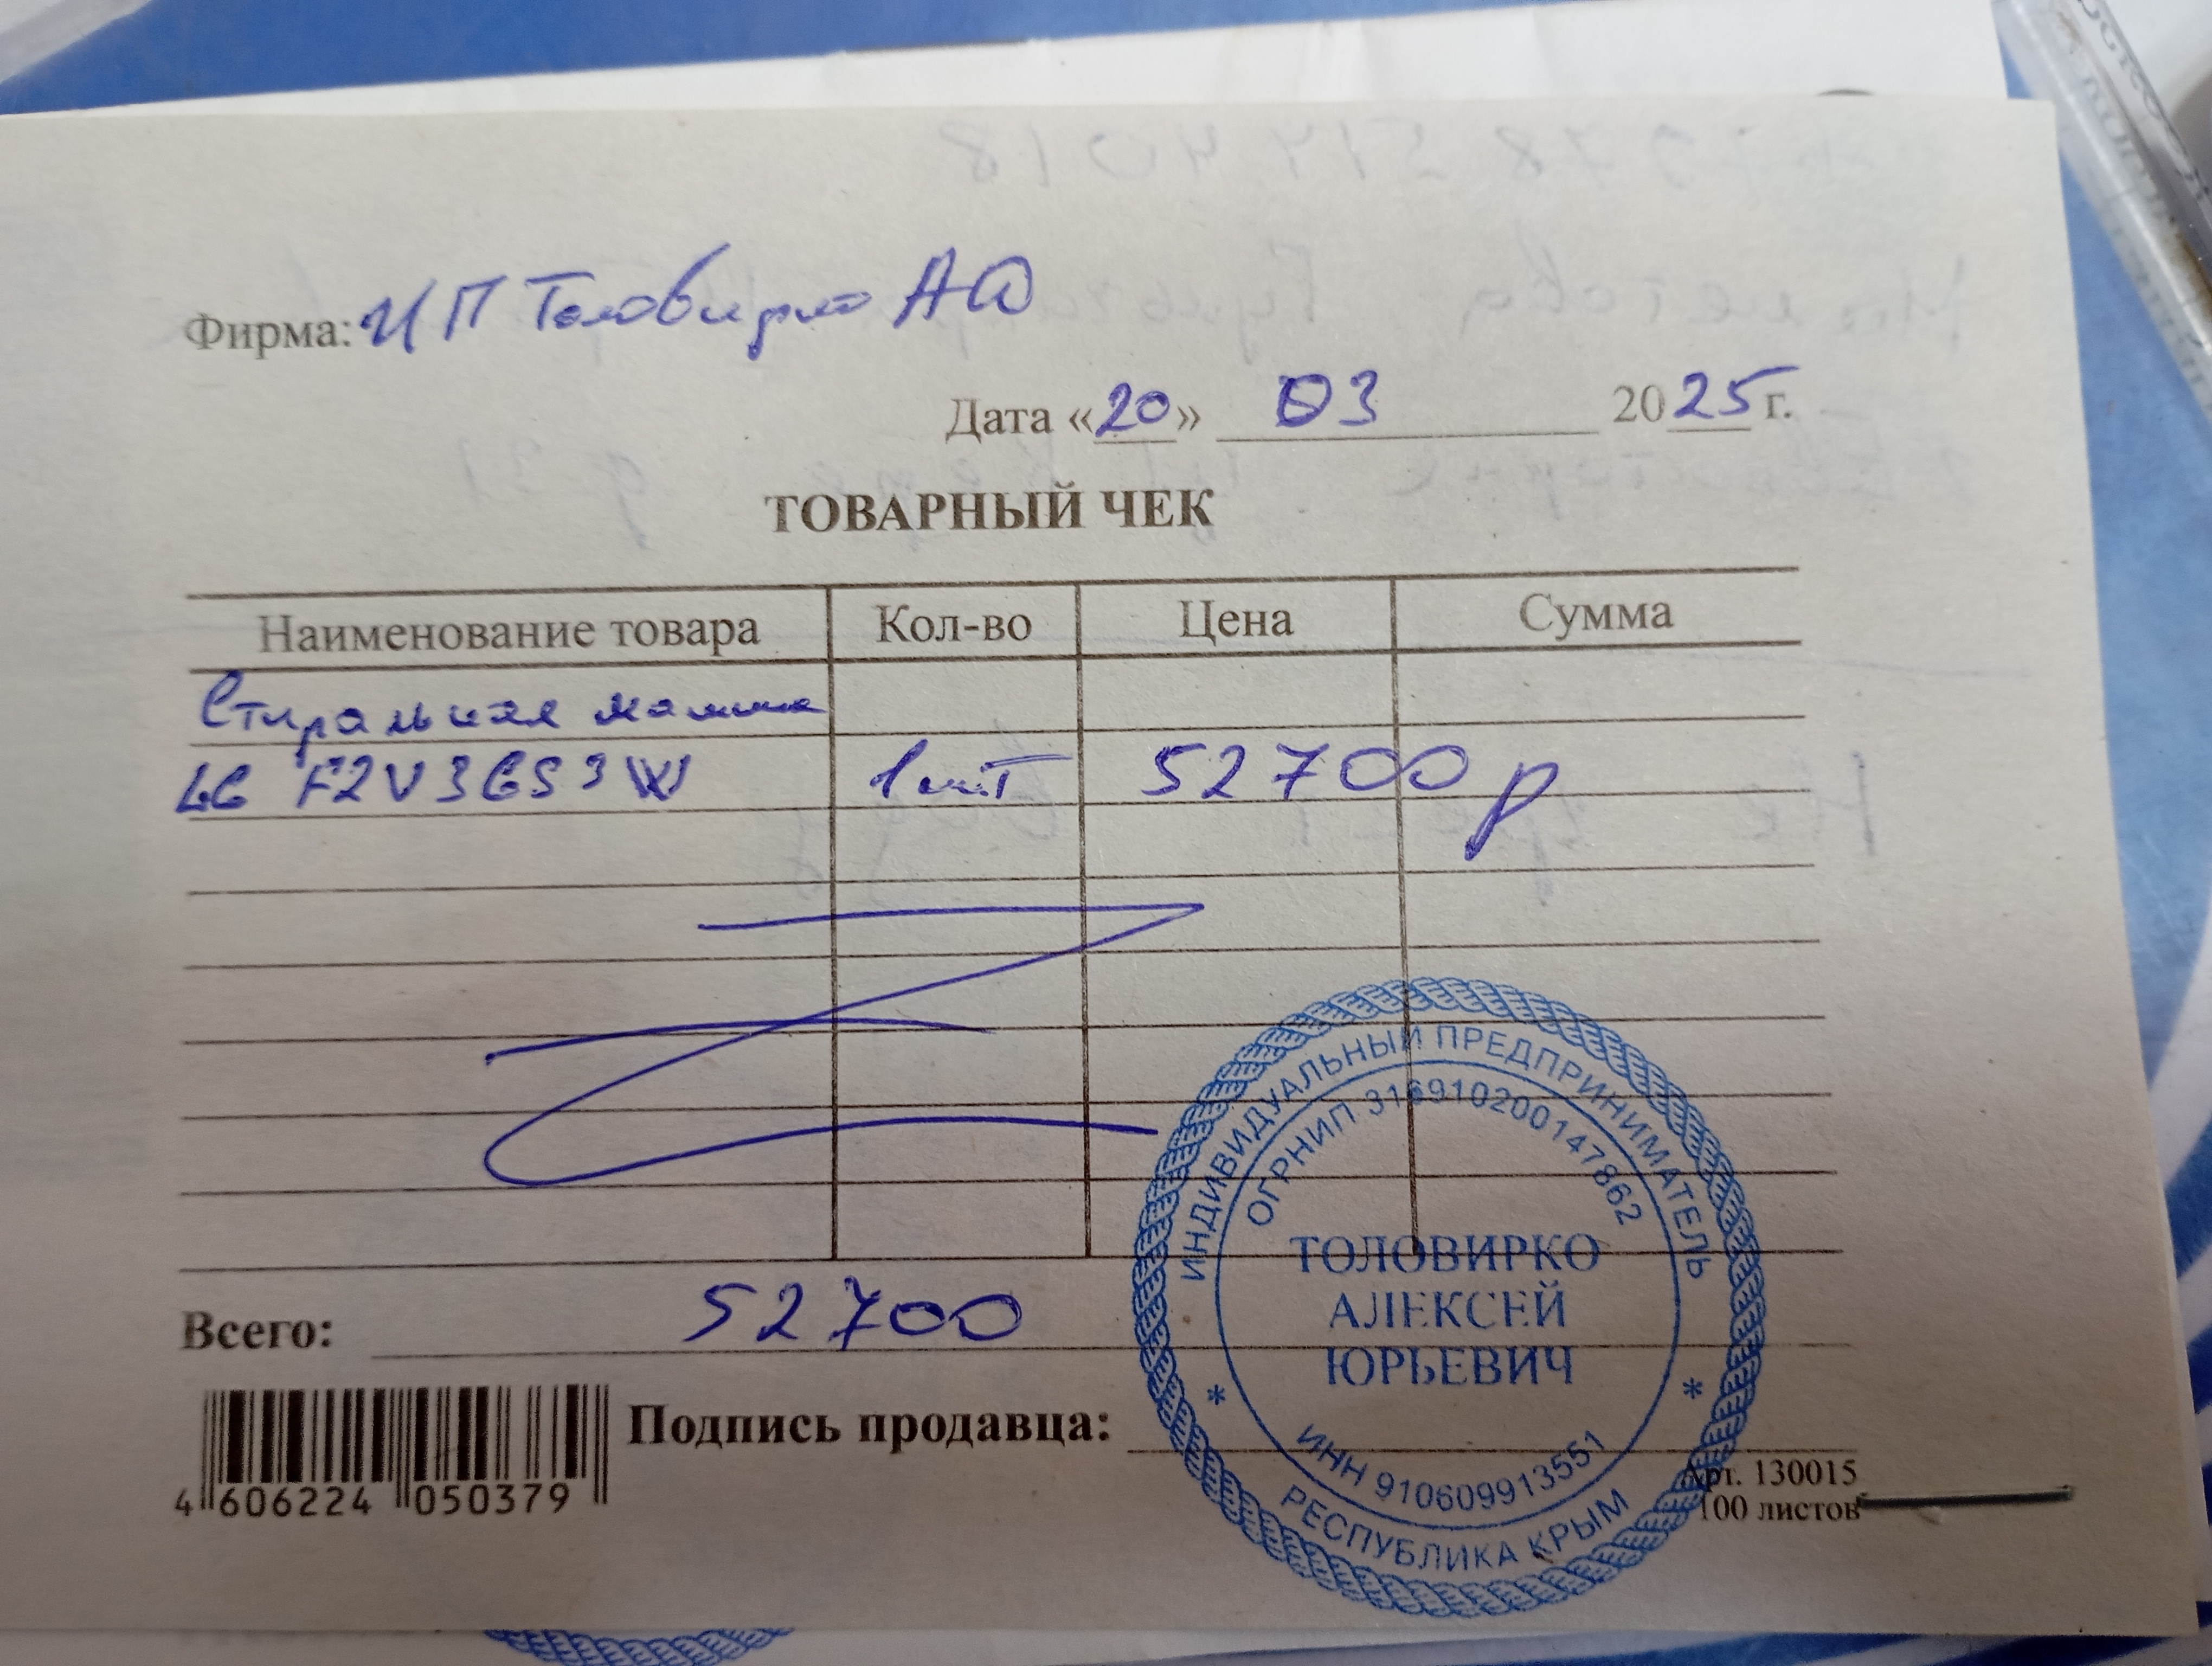 Фирма: ИП Толовирко АЮ
Дата «20» 03 2025 г.
ТОВАРНЫЙ ЧЕК
Наименование товара Кол-во Цена Сумма
Стиральная машина
LG F2V3GS3W 1 шт 52700 р
ИНДИВИДУАЛЬНЫЙ ПРЕДПРИНИМАТЕЛЬ
ОГРНИП 316910200147862
ТОЛОВИРКО
АЛЕКСЕЙ
ЮРЬЕВИЧ
ИНН 910609913551
* РЕСПУБЛИКА КРЫМ *
Всего: 52700
Подпись продавца:
4 606224 050379
Арт. 130015
100 листов